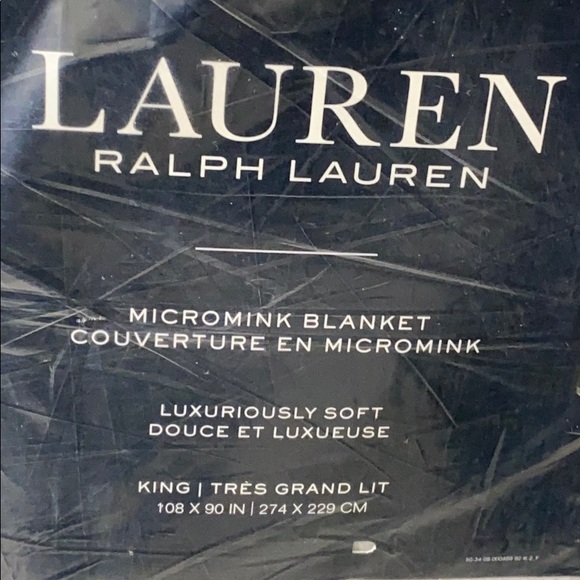 LAUREN
RALPH LAUREN
MICROMINK BLANKET
COUVERTURE EN MICROMINK
LUXURIOUSLY SOFT
DOUCE ET LUXUEUSE
KING | TRÈS GRAND LIT
108 X 90 IN | 274 X 229 CM